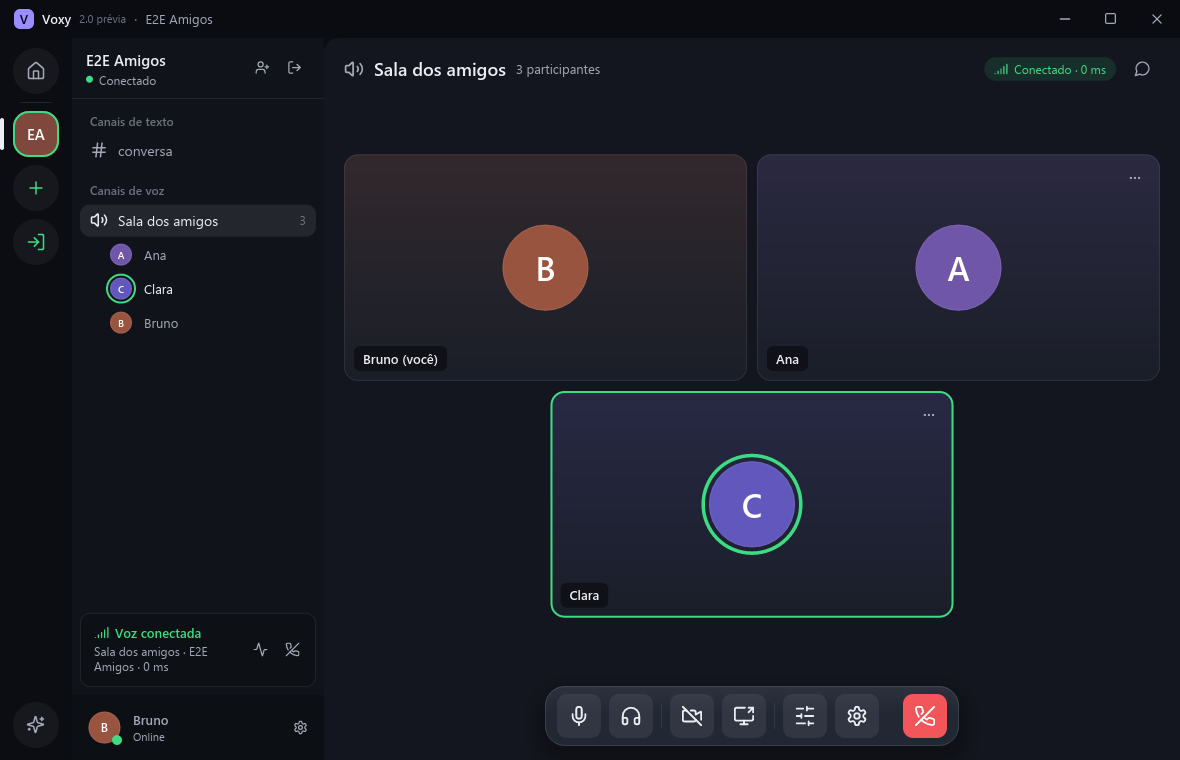 V Voxy 2.0 prévia · E2E Amigos
E2E Amigos
Conectado
EA
Canais de texto
conversa
Canais de voz
Sala dos amigos 3
A Ana
C Clara
B Bruno
Voz conectada
Sala dos amigos · E2E
Amigos · 0 ms
B Bruno
Online
Sala dos amigos 3 participantes
Conectado · 0 ms
B
Bruno (você)
A
Ana
C
Clara